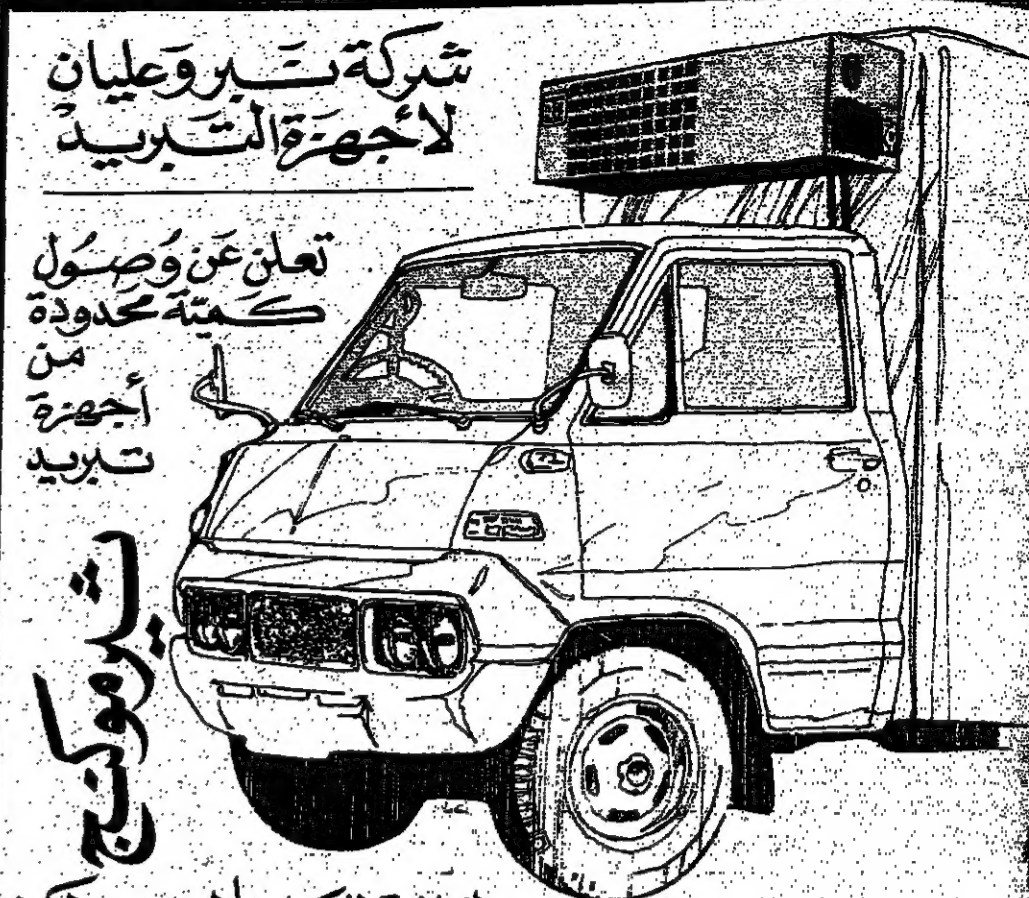 شركة تبر وعليان
لأجهزة التبريد
تعلن عن وصول
كمية محدودة
من
أجهزة
تبريد
ثيرموكنج